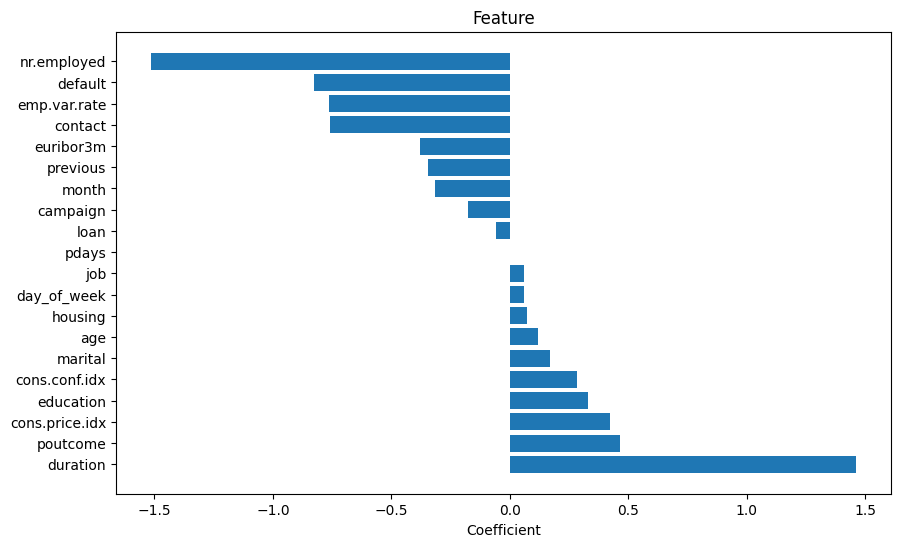 Feature
nr.employed
default
emp.var.rate
contact
euribor3m
previous
month
campaign
loan
pdays
job
day_of_week
housing
age
marital
cons.conf.idx
education
cons.price.idx
poutcome
duration
−1.5 −1.0 −0.5 0.0 0.5 1.0 1.5
Coefficient